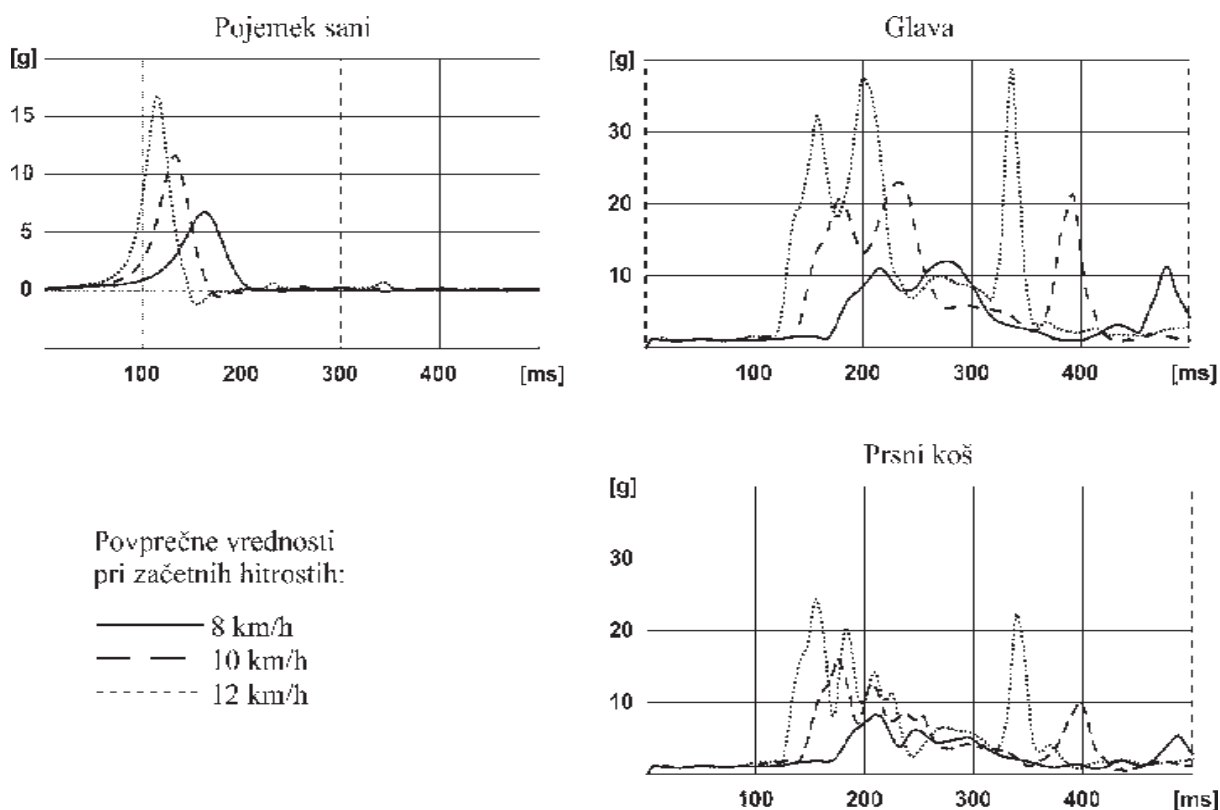 Pojemek sani
[g]
15
10
5
0
100
200
300
400
[ms]
Glava
[g]
30
20
10
100
200
300
400
[ms]
Povprečne vrednosti
pri začetnih hitrostih:
8 km/h
10 km/h
12 km/h
Prsni koš
[g]
30
20
10
100
200
300
400
[ms]